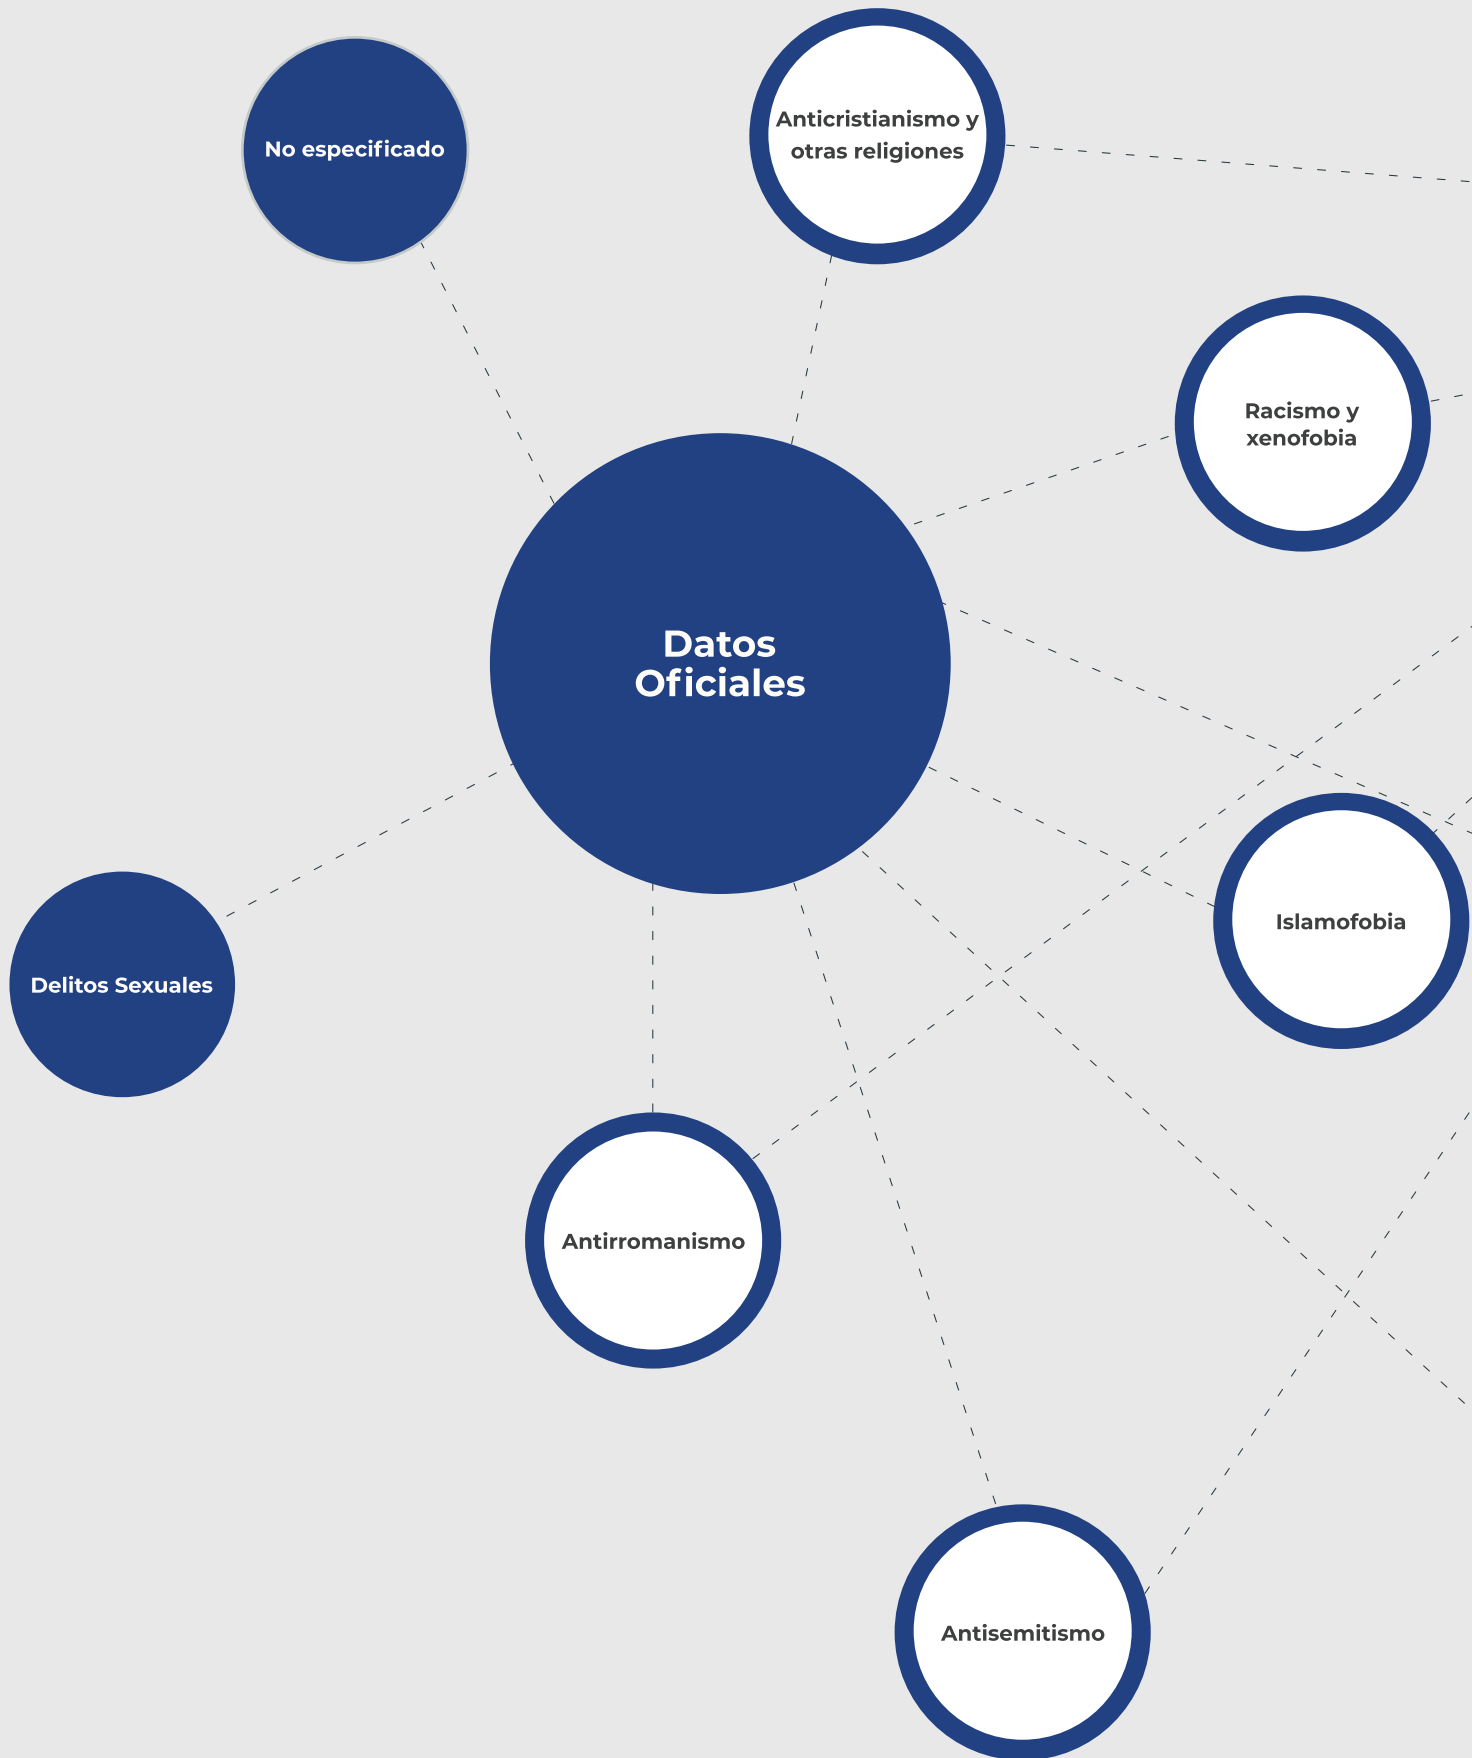 Anticristianismo y
otras religiones
No especificado
Racismo y
xenofobia
Datos
Oficiales
Islamofobia
Delitos Sexuales
Antirromanismo
Antisemitismo